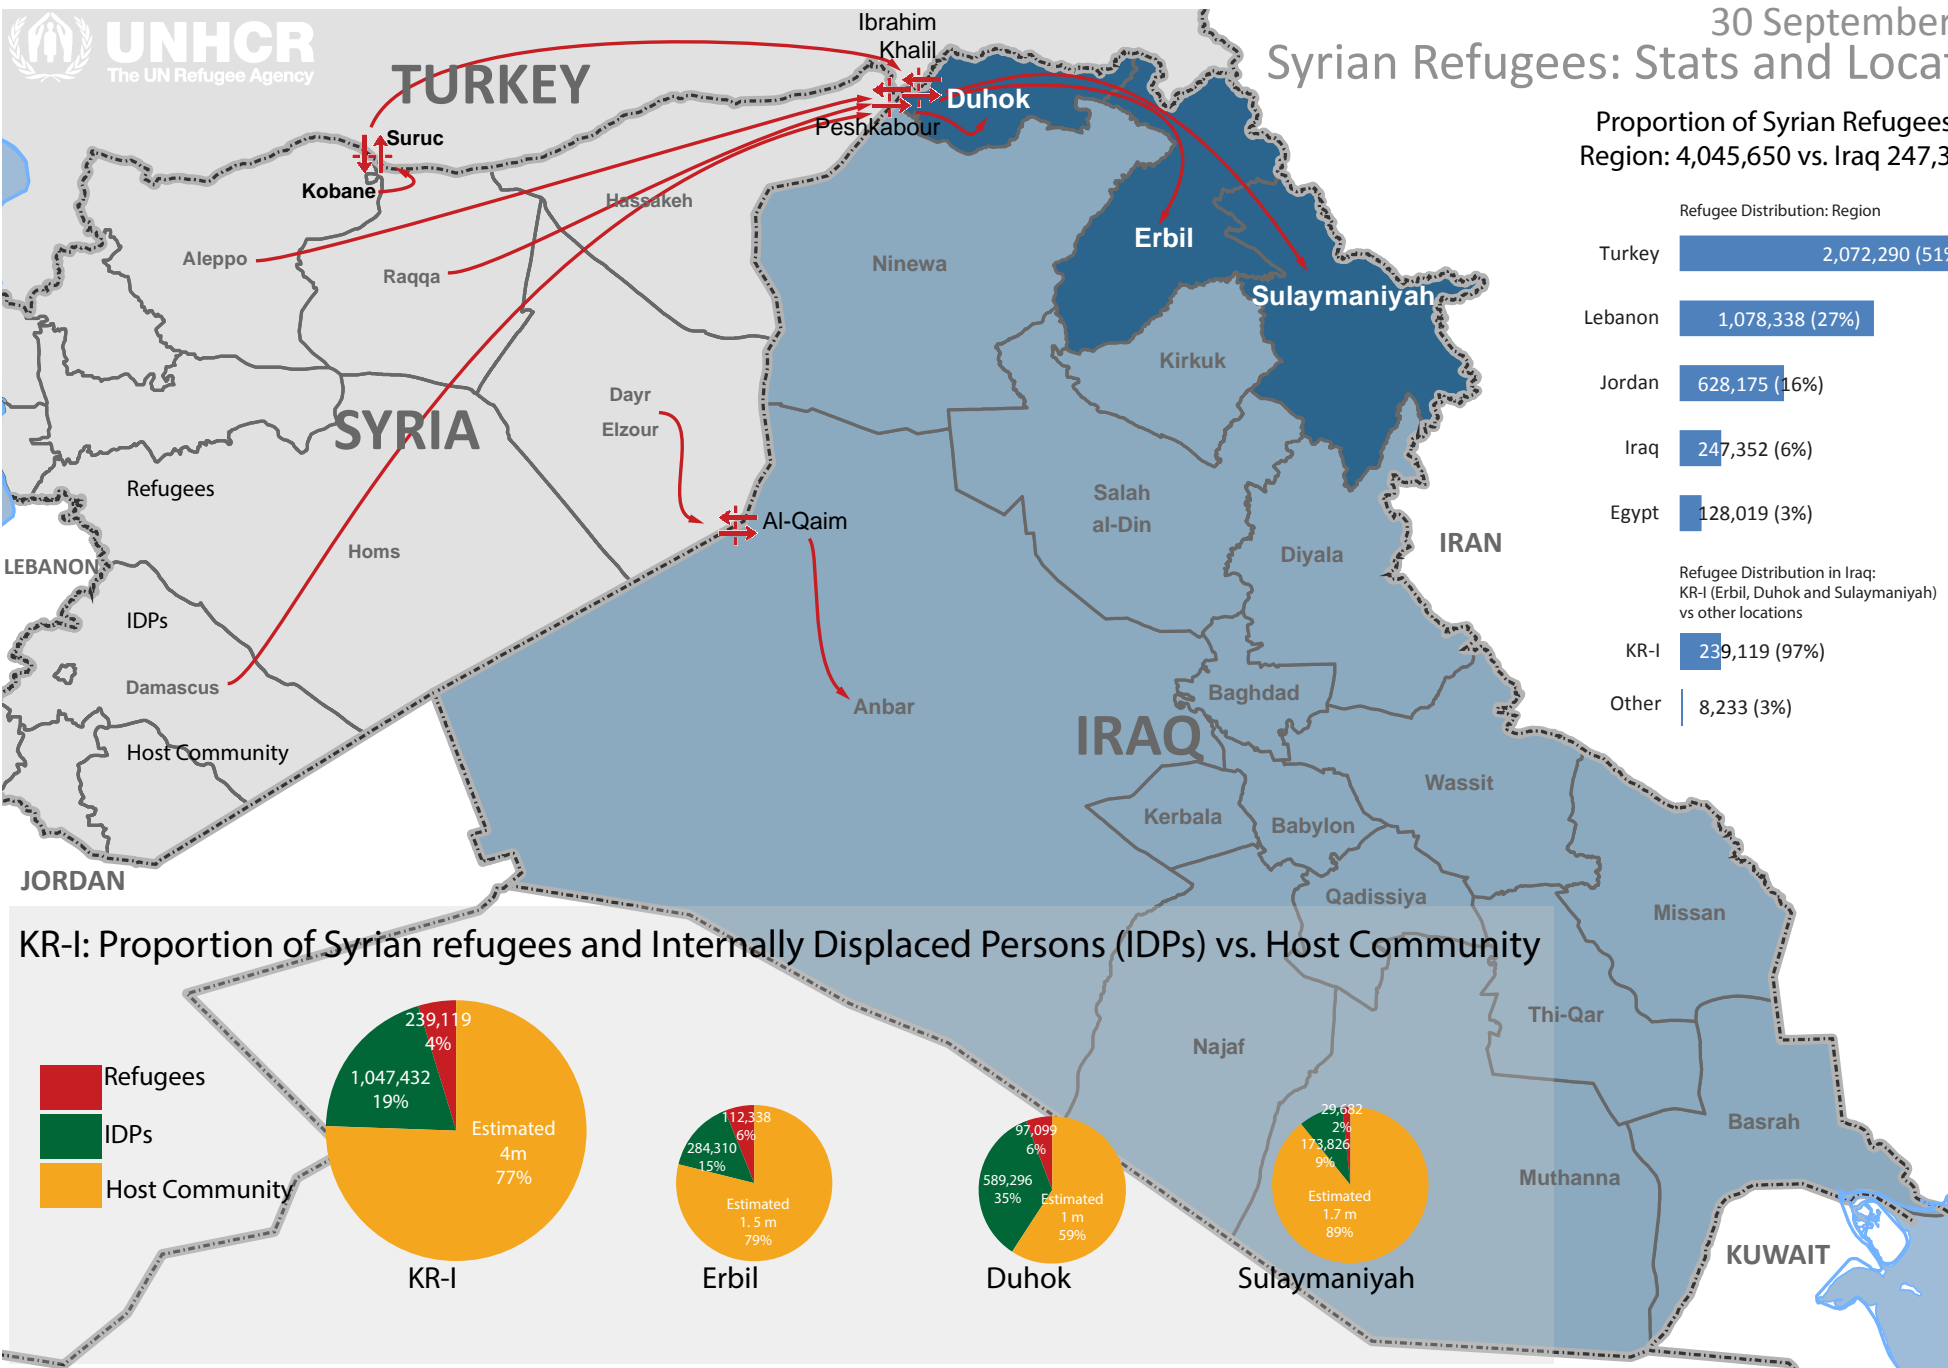 UNHCR
The UN Refugee Agency
30 September
Syrian Refugees: Stats and Locat
Proportion of Syrian Refugees
Region: 4,045,650 vs. Iraq 247,3
Refugee Distribution: Region
Turkey 2,072,290 (51%
Lebanon 1,078,338 (27%)
Jordan 628,175 (16%)
Iraq 247,352 (6%)
Egypt 128,019 (3%)
Refugee Distribution in Iraq:
KR-I (Erbil, Duhok and Sulaymaniyah)
vs other locations
KR-I 239,119 (97%)
Other 8,233 (3%)
TURKEY
Ibrahim
Khalil
Peshkabour
Duhok
Suruc
Kobane
Hassakeh
Aleppo
Raqqa
Ninewa
Erbil
Sulaymaniyah
Kirkuk
Dayr
Elzour
SYRIA
Refugees
Al-Qaim
Salah
al-Din
Homs
Diyala
IRAN
LEBANON
IDPs
Damascus
Anbar
Baghdad
IRAQ
Host Community
Wassit
Kerbala
Babylon
JORDAN
Qadissiya
Missan
Thi-Qar
Najaf
Basrah
Muthanna
KUWAIT
KR-I: Proportion of Syrian refugees and Internally Displaced Persons (IDPs) vs. Host Community
Refugees
IDPs
Host Community
239,119
4%
1,047,432
19%
Estimated
4m
77%
KR-I
112,338
6%
284,310
15%
Estimated
1. 5 m
79%
Erbil
97,099
6%
589,296
35%
Estimated
1 m
59%
Duhok
29,682
2%
173,826
9%
Estimated
1.7 m
89%
Sulaymaniyah